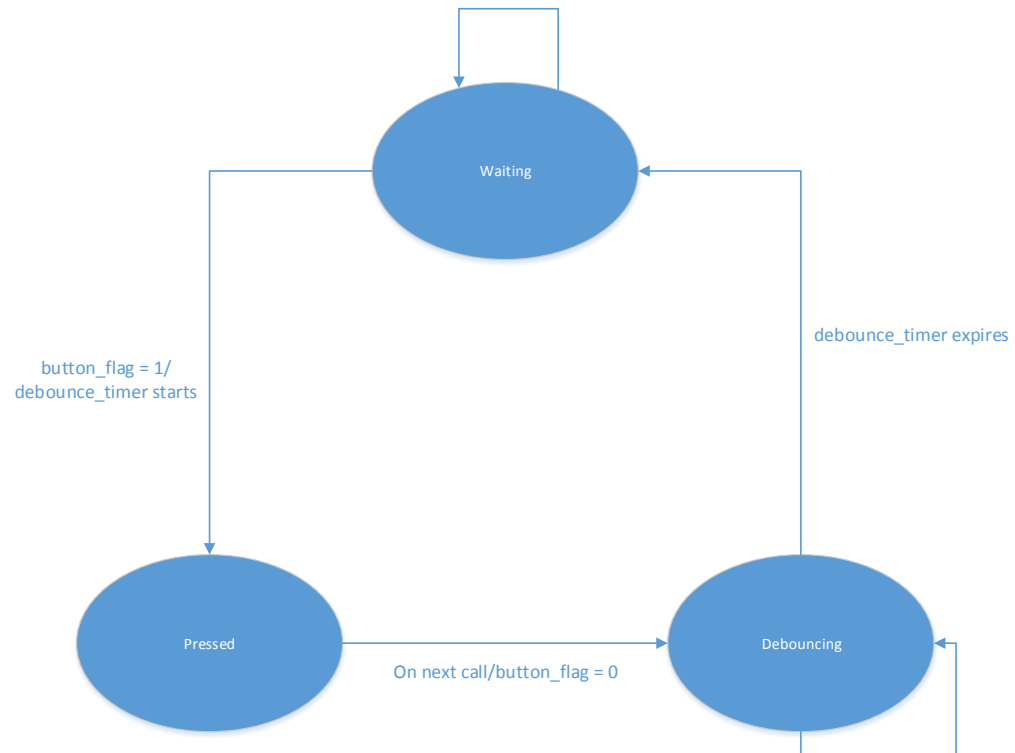 Waiting
debounce_timer expires
button_flag = 1/
debounce_timer starts
Pressed
Debouncing
On next call/button_flag = 0